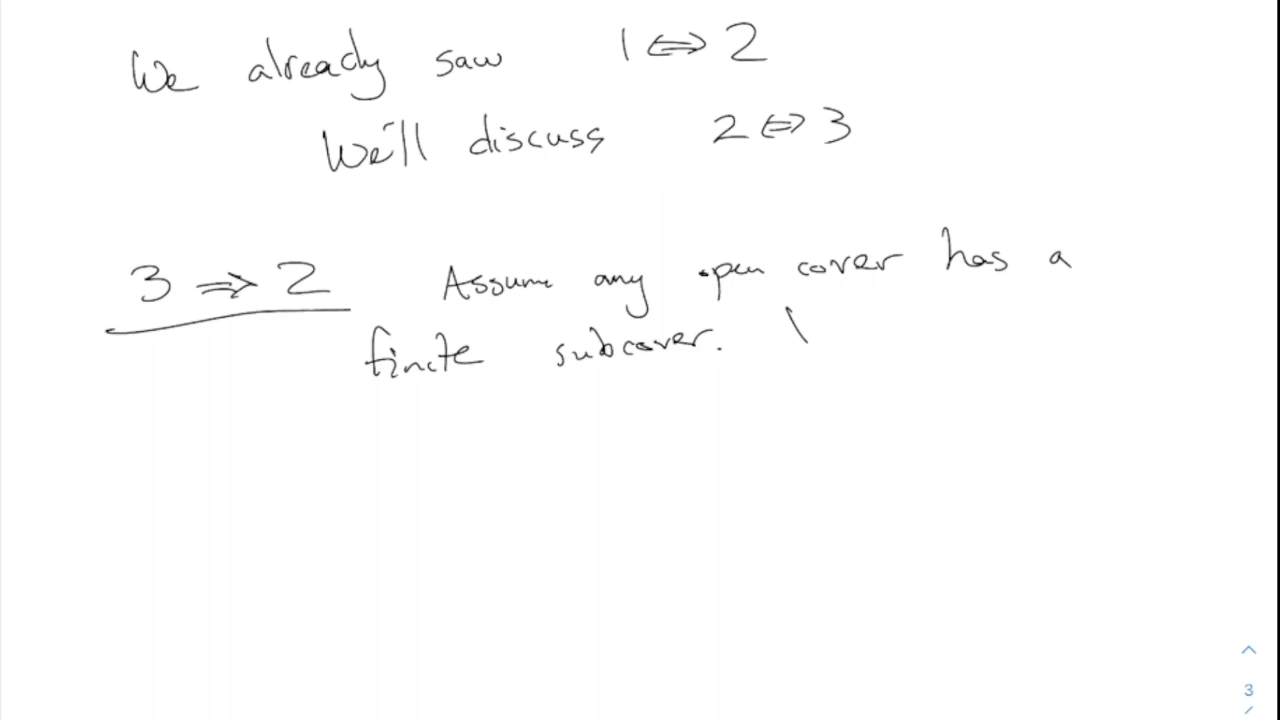 We already saw 1 ⇔ 2
We'll discuss 2 ⇔ 3
3 ⇒ 2 Assume any open cover has a
finite subcover.
3